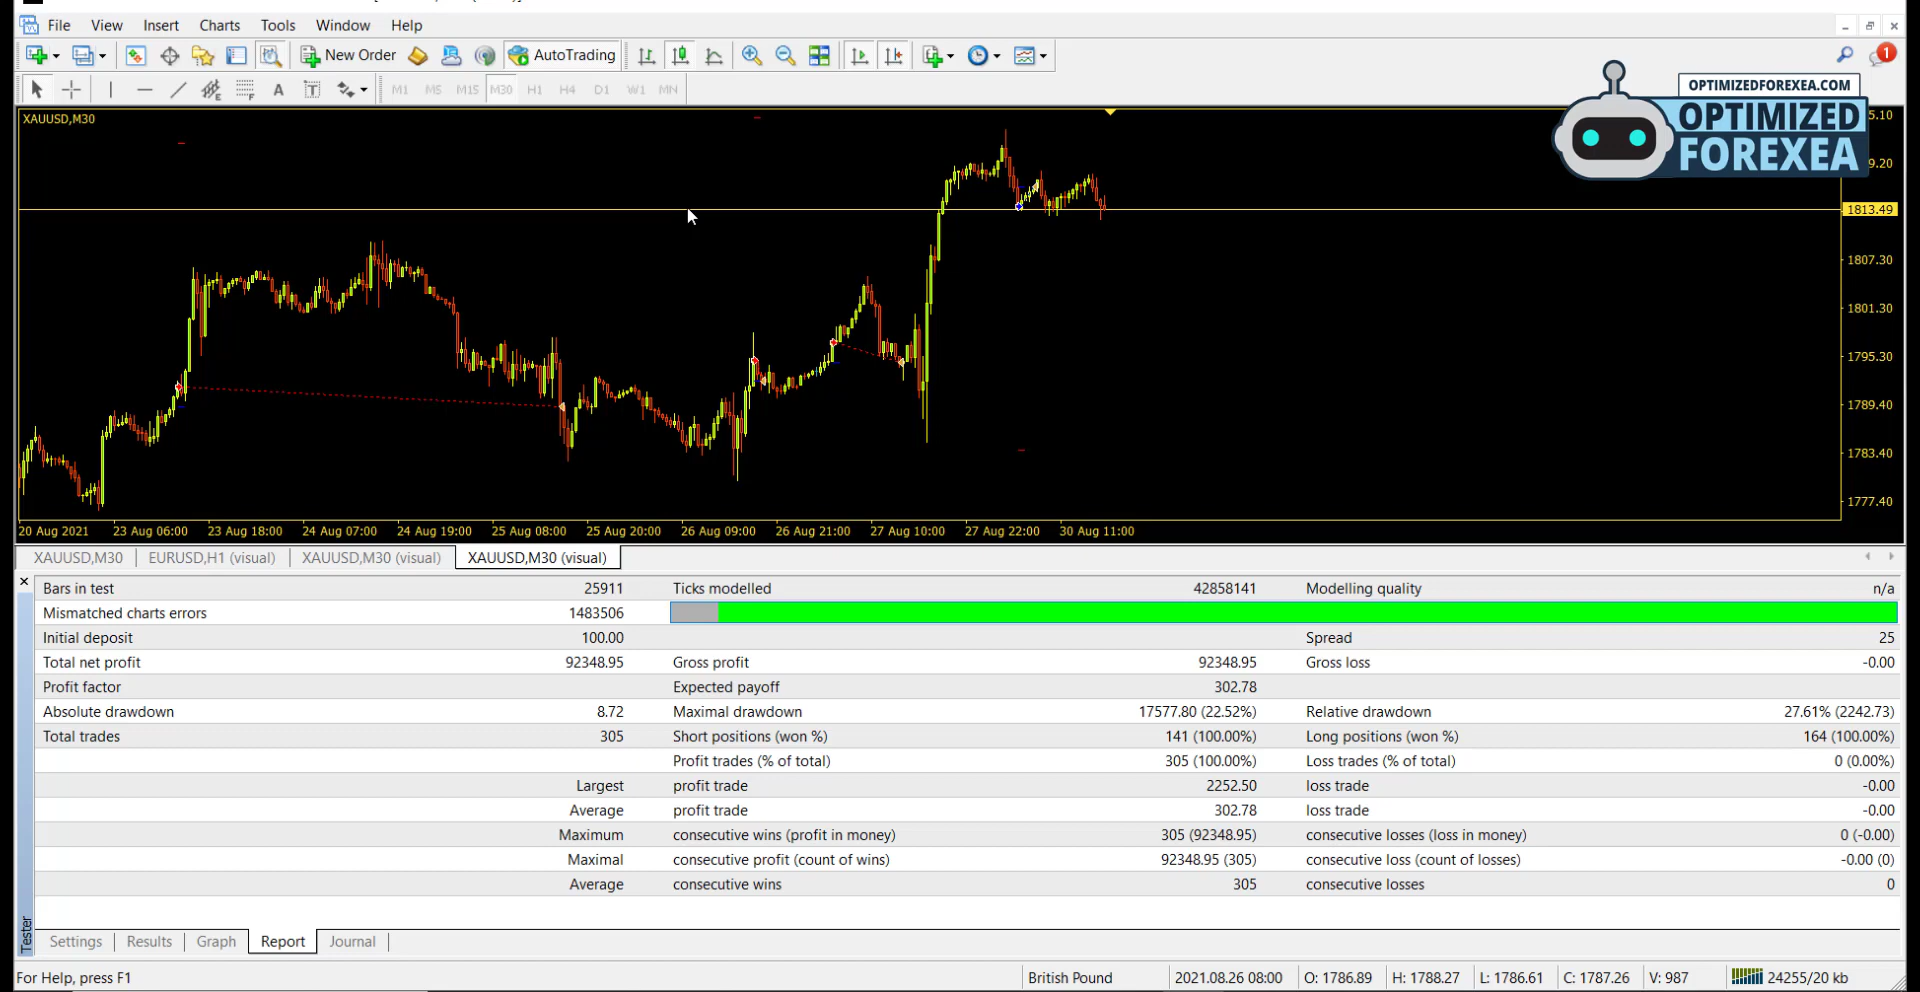 File View Insert Charts Tools Window Help
New Order AutoTrading 1
A T M1 M5 M15 M30 H1 H4 D1 W1 MN
OPTIMIZEDFOREXEA.COM
OPTIMIZED
FOREXEA
XAUUSD,M30
5.10
9.20
1813.49
1807.30
1801.30
1795.30
1789.40
1783.40
1777.40
20 Aug 2021 23 Aug 06:00 23 Aug 18:00 24 Aug 07:00 24 Aug 19:00 25 Aug 08:00 25 Aug 20:00 26 Aug 09:00 26 Aug 21:00 27 Aug 10:00 27 Aug 22:00 30 Aug 11:00
XAUUSD,M30 EURUSD,H1 (visual) XAUUSD,M30 (visual) XAUUSD,M30 (visual)
Bars in test 25911 Ticks modelled 42858141 Modelling quality n/a
Mismatched charts errors 1483506
Initial deposit 100.00 Spread 25
Total net profit 92348.95 Gross profit 92348.95 Gross loss -0.00
Profit factor Expected payoff 302.78
Absolute drawdown 8.72 Maximal drawdown 17577.80 (22.52%) Relative drawdown 27.61% (2242.73)
Total trades 305 Short positions (won %) 141 (100.00%) Long positions (won %) 164 (100.00%)
Profit trades (% of total) 305 (100.00%) Loss trades (% of total) 0 (0.00%)
Largest profit trade 2252.50 loss trade -0.00
Average profit trade 302.78 loss trade -0.00
Maximum consecutive wins (profit in money) 305 (92348.95) consecutive losses (loss in money) 0 (-0.00)
Maximal consecutive profit (count of wins) 92348.95 (305) consecutive loss (count of losses) -0.00 (0)
Average consecutive wins 305 consecutive losses 0
Tester
Settings Results Graph Report Journal
For Help, press F1 British Pound 2021.08.26 08:00 O: 1786.89 H: 1788.27 L: 1786.61 C: 1787.26 V: 987 24255/20 kb